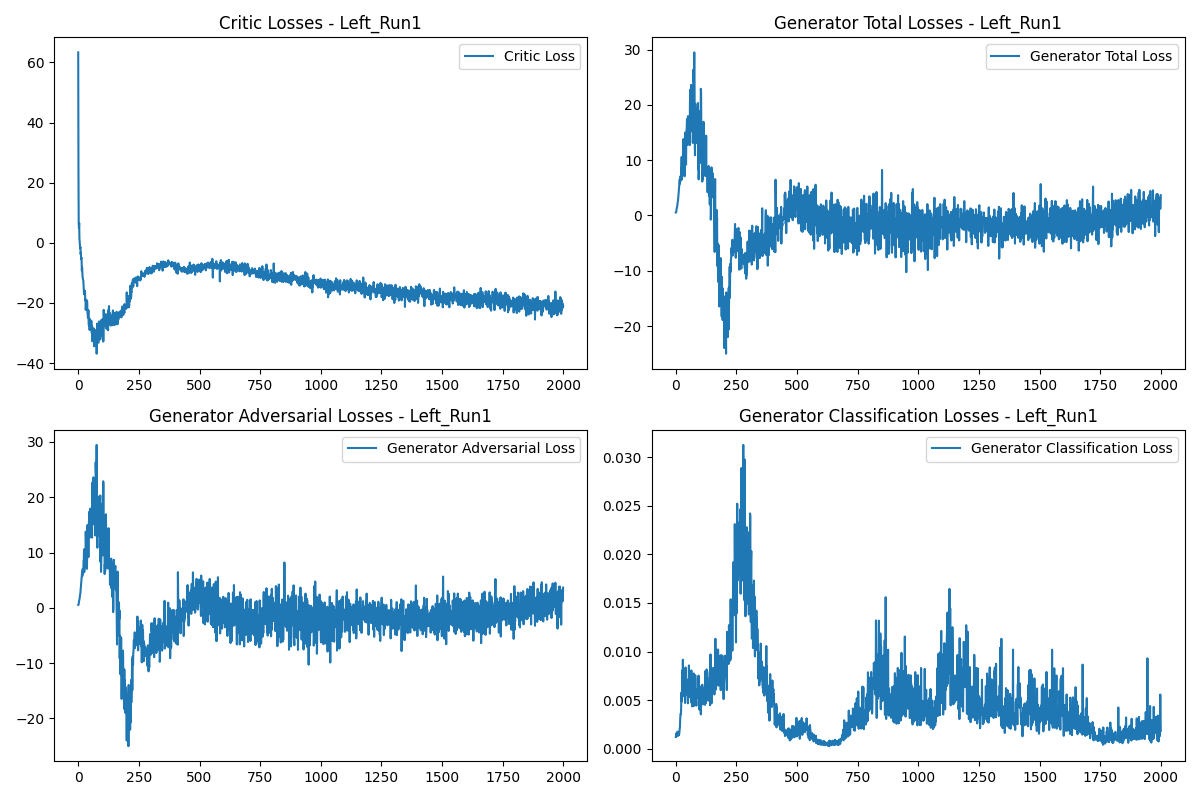 Critic Losses - Left_Run1
Critic Loss
60
40
20
0
−20
−40
0 250 500 750 1000 1250 1500 1750 2000
Generator Total Losses - Left_Run1
Generator Total Loss
30
20
10
0
−10
−20
0 250 500 750 1000 1250 1500 1750 2000
Generator Adversarial Losses - Left_Run1
Generator Adversarial Loss
30
20
10
0
−10
−20
0 250 500 750 1000 1250 1500 1750 2000
Generator Classification Losses - Left_Run1
Generator Classification Loss
0.030
0.025
0.020
0.015
0.010
0.005
0.000
0 250 500 750 1000 1250 1500 1750 2000